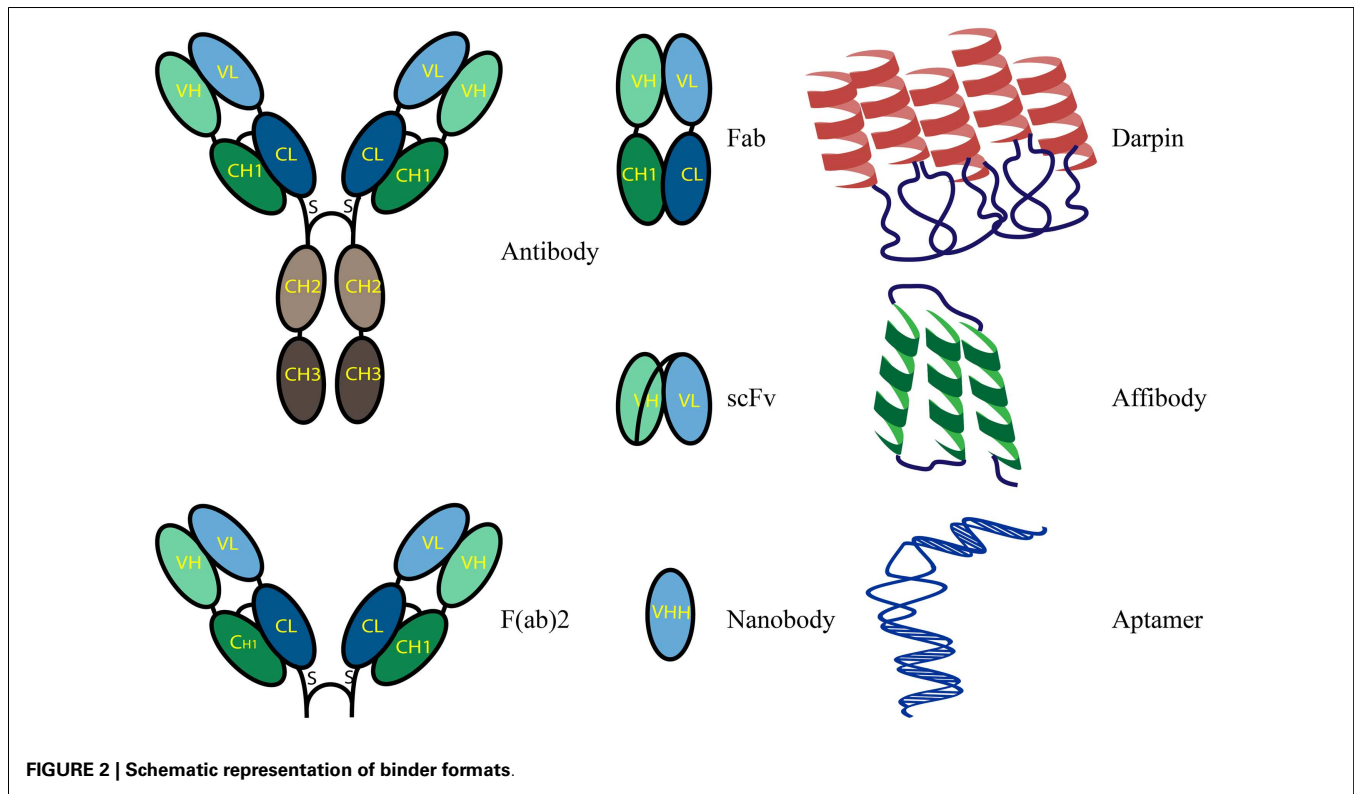 VH
VL
CH1
CL
VL
VH
CL
CH1
S
S
CH2
CH2
CH3
CH3
Antibody
VH
VL
CH1
CL
Fab
Darpin
VH
VL
scFv
Affibody
VH
VL
CH1
CL
VL
VH
CL
CH1
S
S
F(ab)2
VHH
Nanobody
Aptamer
FIGURE 2 | Schematic representation of binder formats.